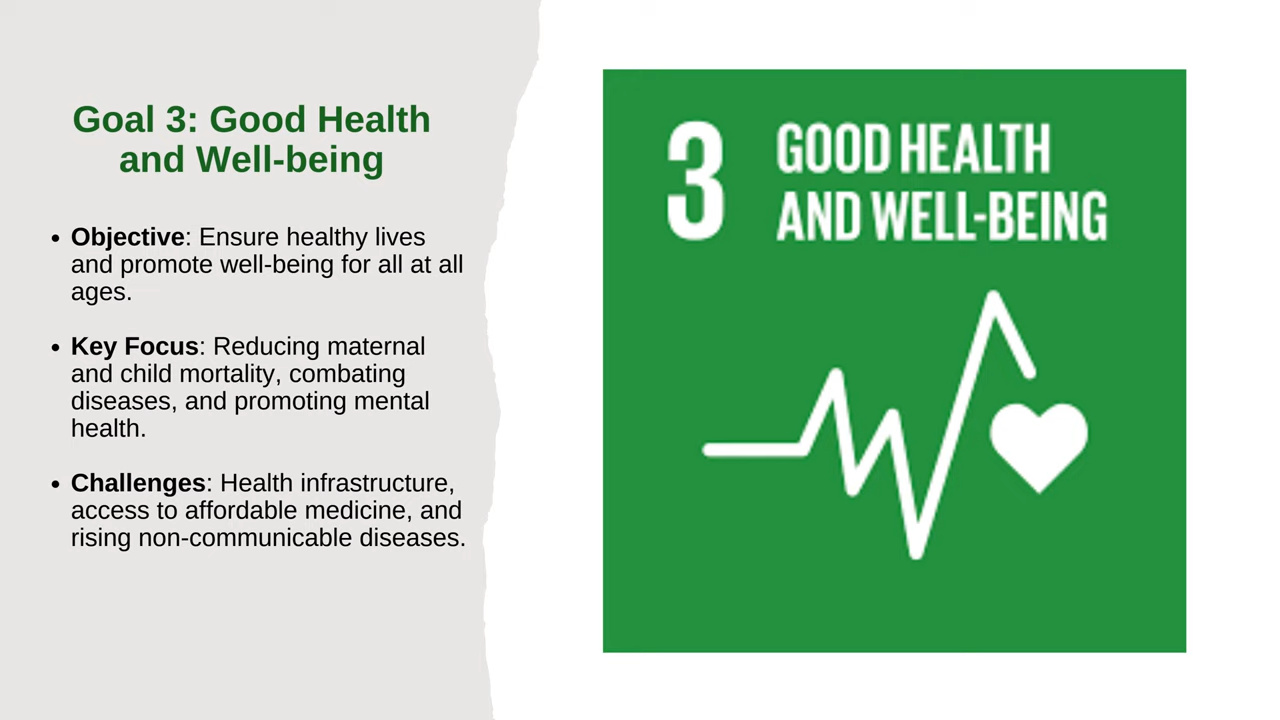 Goal 3: Good Health
and Well-being
• Objective: Ensure healthy lives
and promote well-being for all at all
ages.
• Key Focus: Reducing maternal
and child mortality, combating
diseases, and promoting mental
health.
• Challenges: Health infrastructure,
access to affordable medicine, and
rising non-communicable diseases.
3 GOOD HEALTH
AND WELL-BEING